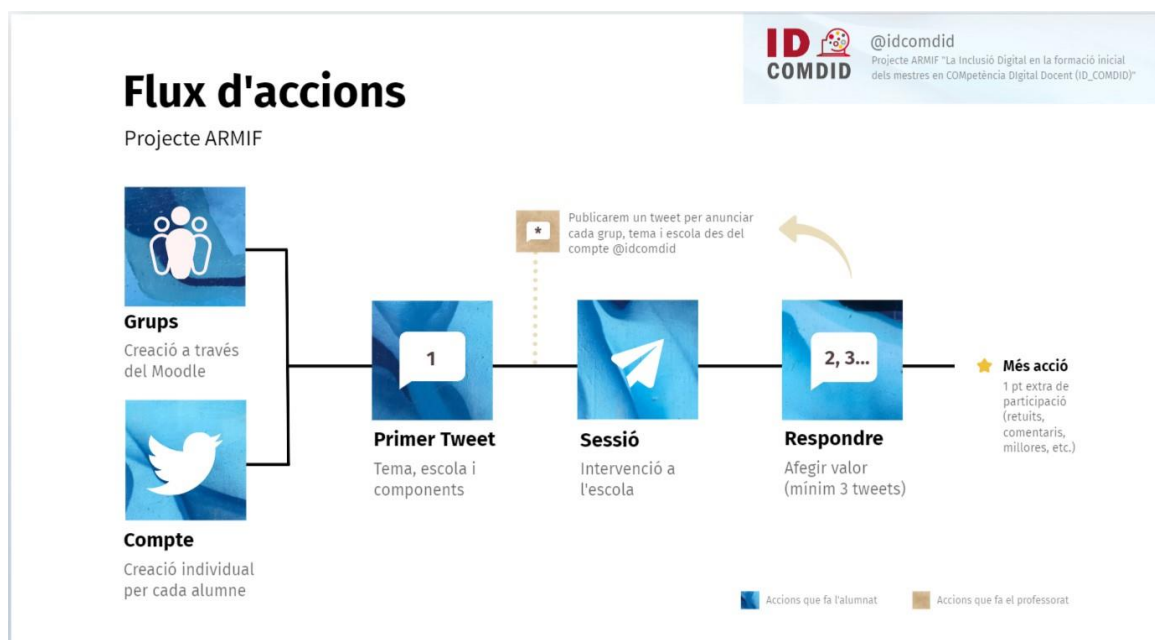 ID
COMDID
@idcomdid
Projecte ARMIF "La Inclusió Digital en la formació inicial
dels mestres en COMpetència DIgital Docent (ID_COMDID)"
Flux d'accions
Projecte ARMIF
Grups
Creació a través
del Moodle
Compte
Creació individual
per cada alumne
1
Primer Tweet
Tema, escola i
components
*
Publicarem un tweet per anunciar
cada grup, tema i escola des del
compte @idcomdid
Sessió
Intervenció a
l'escola
2, 3...
Respondre
Afegir valor
(mínim 3 tweets)
Més acció
1 pt extra de
participació
(retuits,
comentaris,
millores, etc.)
Accions que fa l'alumnat
Accions que fa el professorat